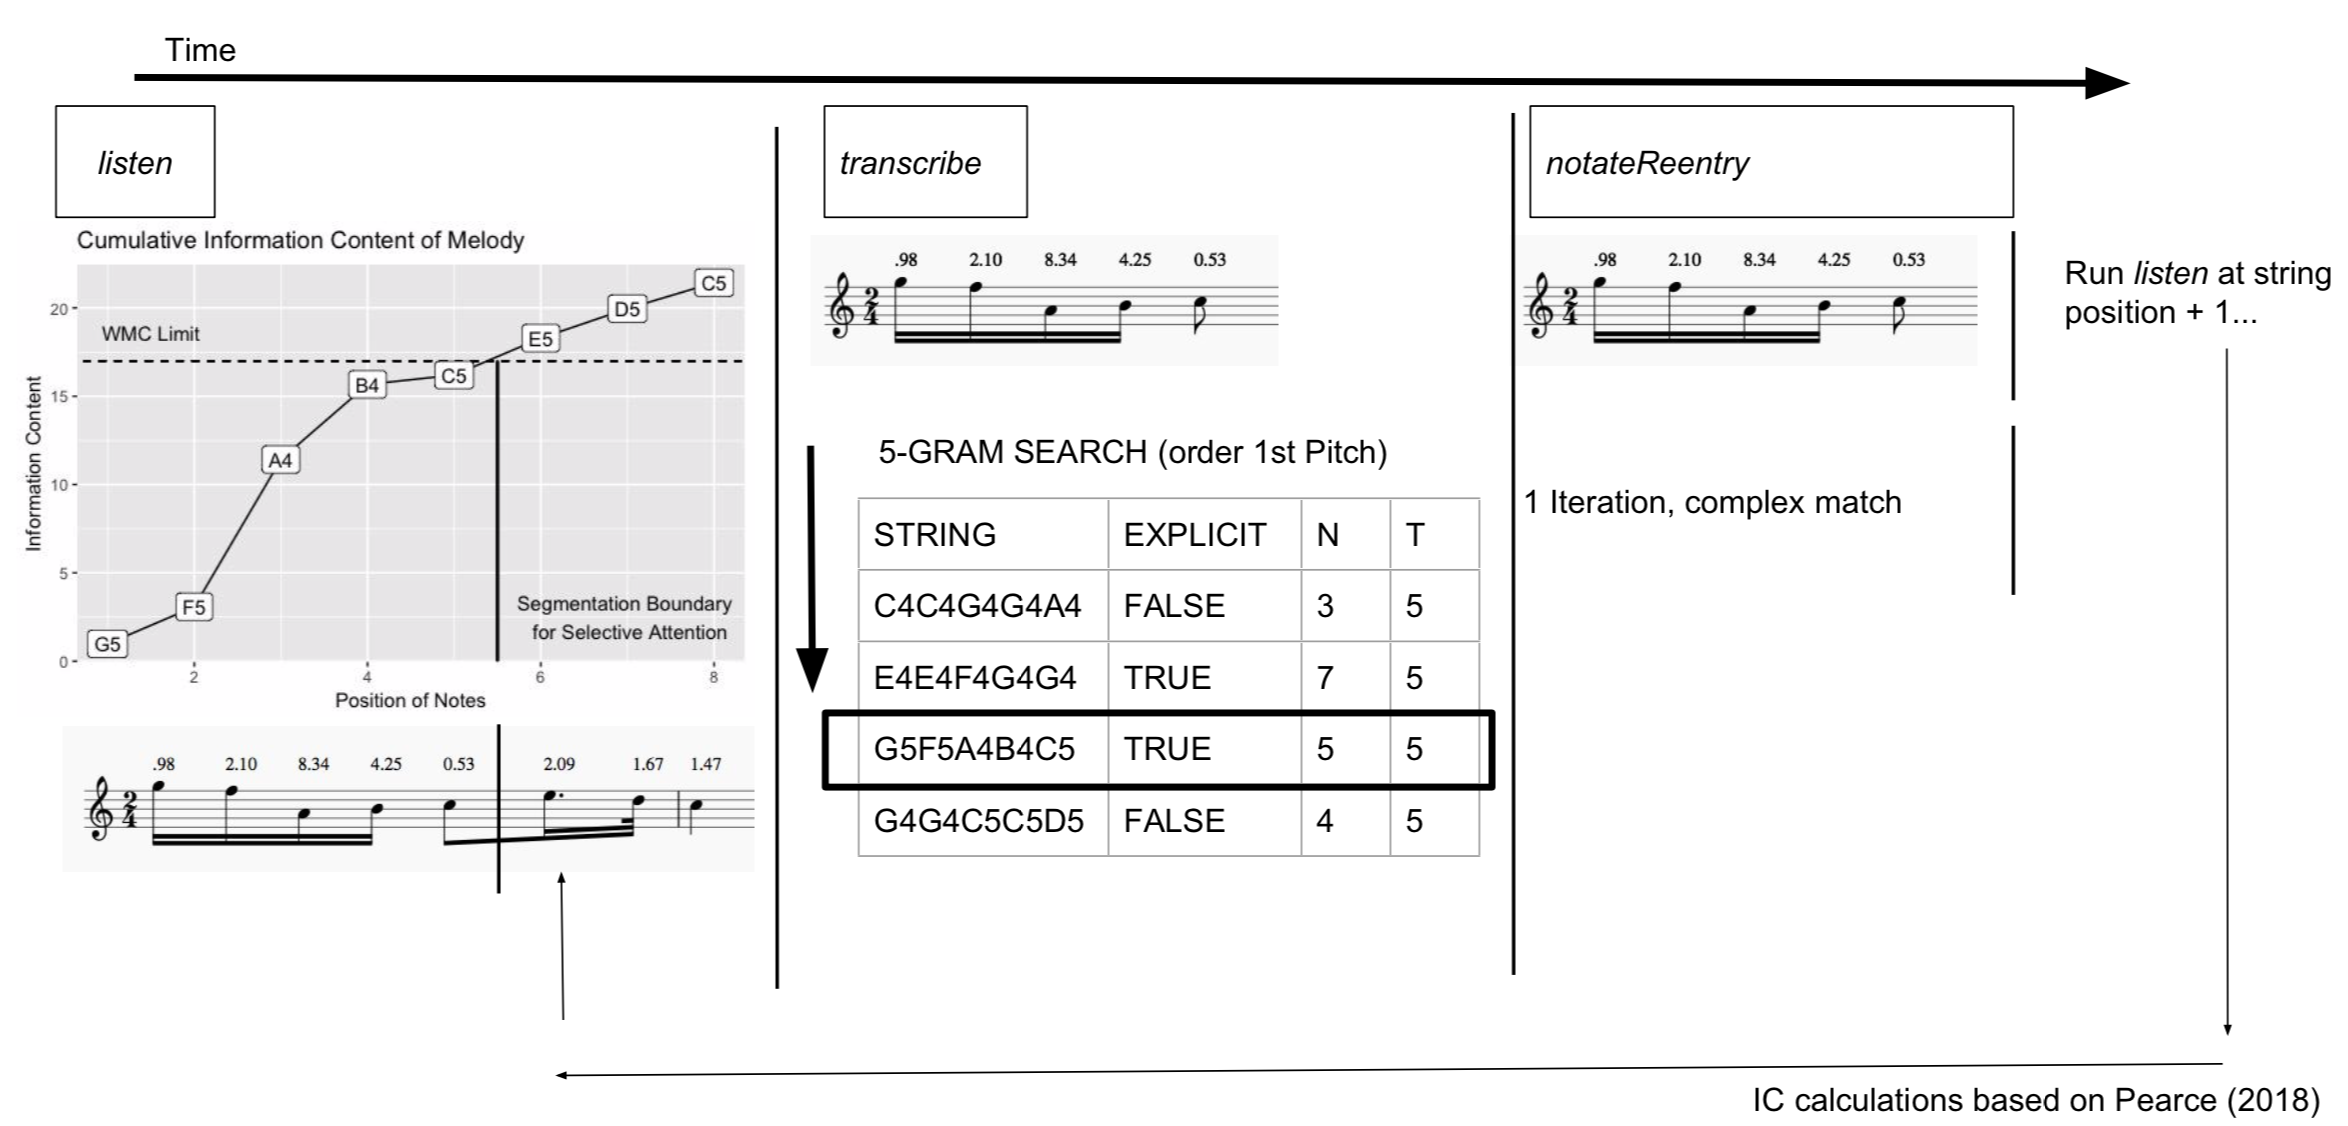 Time
listen
Cumulative Information Content of Melody
Information Content
20
15
10
5
0
WMC Limit
G5
F5
A4
B4
C5
E5
D5
C5
Segmentation Boundary
for Selective Attention
2 4 6 8
Position of Notes
.98 2.10 8.34 4.25 0.53 2.09 1.67 1.47
2
4
transcribe
.98 2.10 8.34 4.25 0.53
2
4
5-GRAM SEARCH (order 1st Pitch)
STRING EXPLICIT N T
C4C4G4G4A4 FALSE 3 5
E4E4F4G4G4 TRUE 7 5
G5F5A4B4C5 TRUE 5 5
G4G4C5C5D5 FALSE 4 5
notateReentry
.98 2.10 8.34 4.25 0.53
2
4
1 Iteration, complex match
Run listen at string
position + 1...
IC calculations based on Pearce (2018)